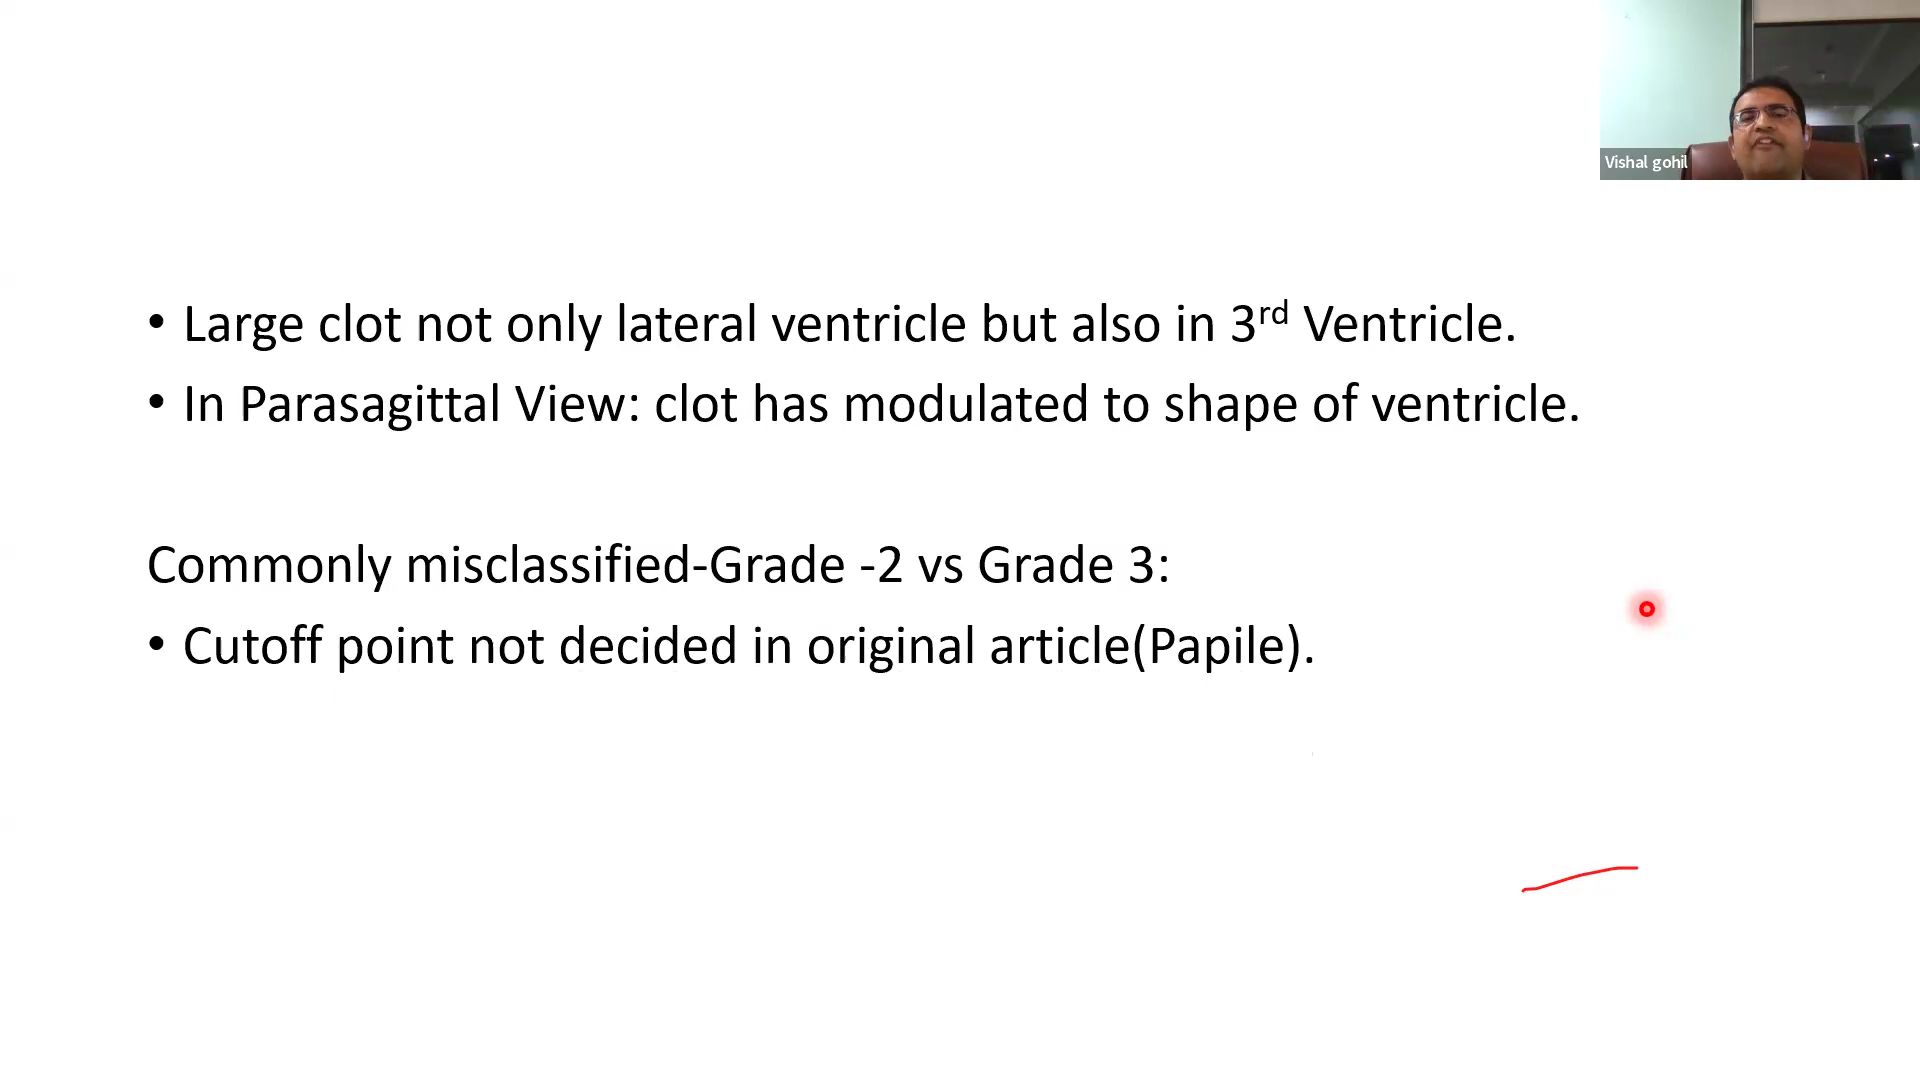 Vishal gohil
• Large clot not only lateral ventricle but also in 3rd Ventricle.
• In Parasagittal View: clot has modulated to shape of ventricle.
Commonly misclassified-Grade -2 vs Grade 3:
• Cutoff point not decided in original article(Papile).